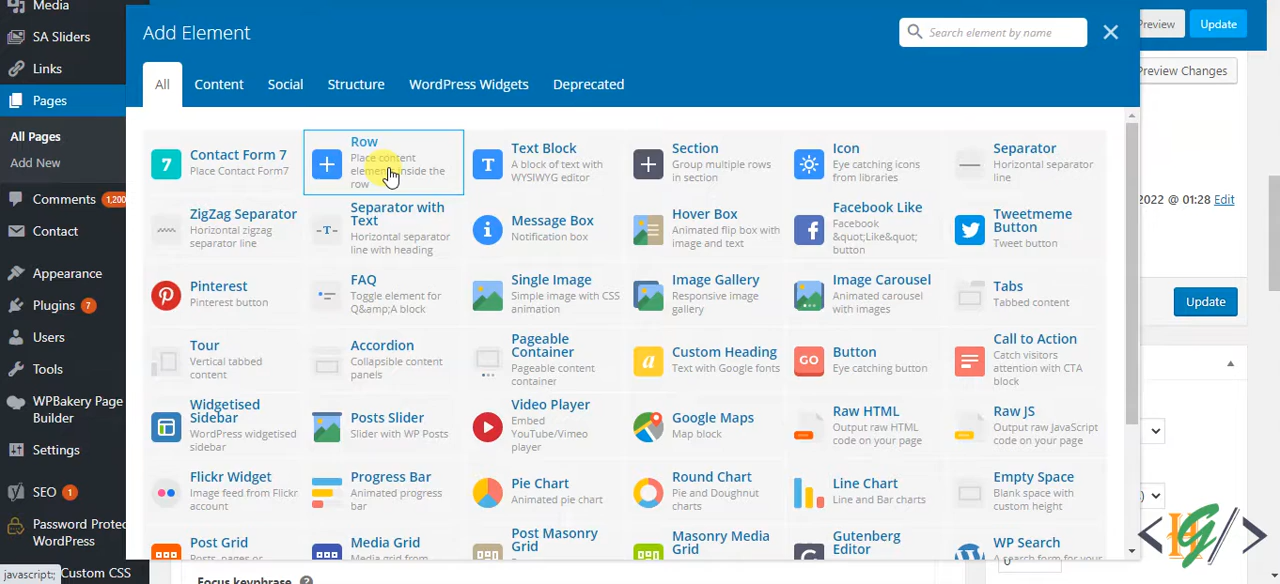 Media
SA Sliders
Links
Pages
All Pages
Add New
Comments 1,200
Contact
Appearance
Plugins 7
Users
Tools
WPBakery Page
Builder
Settings
SEO 1
Password Protec
WordPress
Custom CSS
javascript:;
Add Element
Search element by name
All Content Social Structure WordPress Widgets Deprecated
Contact Form 7
Place Contact Form7
Row
Place content
element inside the
row
Text Block
A block of text with
WYSIWYG editor
Section
Group multiple rows
in section
Icon
Eye catching icons
from libraries
Separator
Horizontal separator
line
ZigZag Separator
Horizontal zigzag
separator line
Separator with
Text
Horizontal separator
line with heading
Message Box
Notification box
Hover Box
Animated flip box with
image and text
Facebook Like
Facebook
&quot;Like&quot;
button
Tweetmeme
Button
Tweet button
Pinterest
Pinterest button
FAQ
Toggle element for
Q&amp;A block
Single Image
Simple image with CSS
animation
Image Gallery
Responsive image
gallery
Image Carousel
Animated carousel
with images
Tabs
Tabbed content
Tour
Vertical tabbed
content
Accordion
Collapsible content
panels
Pageable
Container
Pageable content
container
Custom Heading
Text with Google fonts
GO
Button
Eye catching button
Call to Action
Catch visitors
attention with CTA
block
Widgetised
Sidebar
WordPress widgetised
sidebar
Posts Slider
Slider with WP Posts
Video Player
Embed
YouTube/Vimeo
player
Google Maps
Map block
Raw HTML
Output raw HTML
code on your page
Raw JS
Output raw JavaScript
code on your page
Flickr Widget
Image feed from Flickr
account
Progress Bar
Animated progress
bar
Pie Chart
Animated pie chart
Round Chart
Pie and Doughnut
charts
Line Chart
Line and Bar charts
Empty Space
Blank space with
custom height
Post Grid
Posts, pages or
Media Grid
Media grid from
Post Masonry
Grid
Masonry Media
Grid
Gutenberg
Editor
WP Search
A search form for your
Focus keyphrase
Preview
Update
Preview Changes
2022 @ 01:28 Edit
Update
0